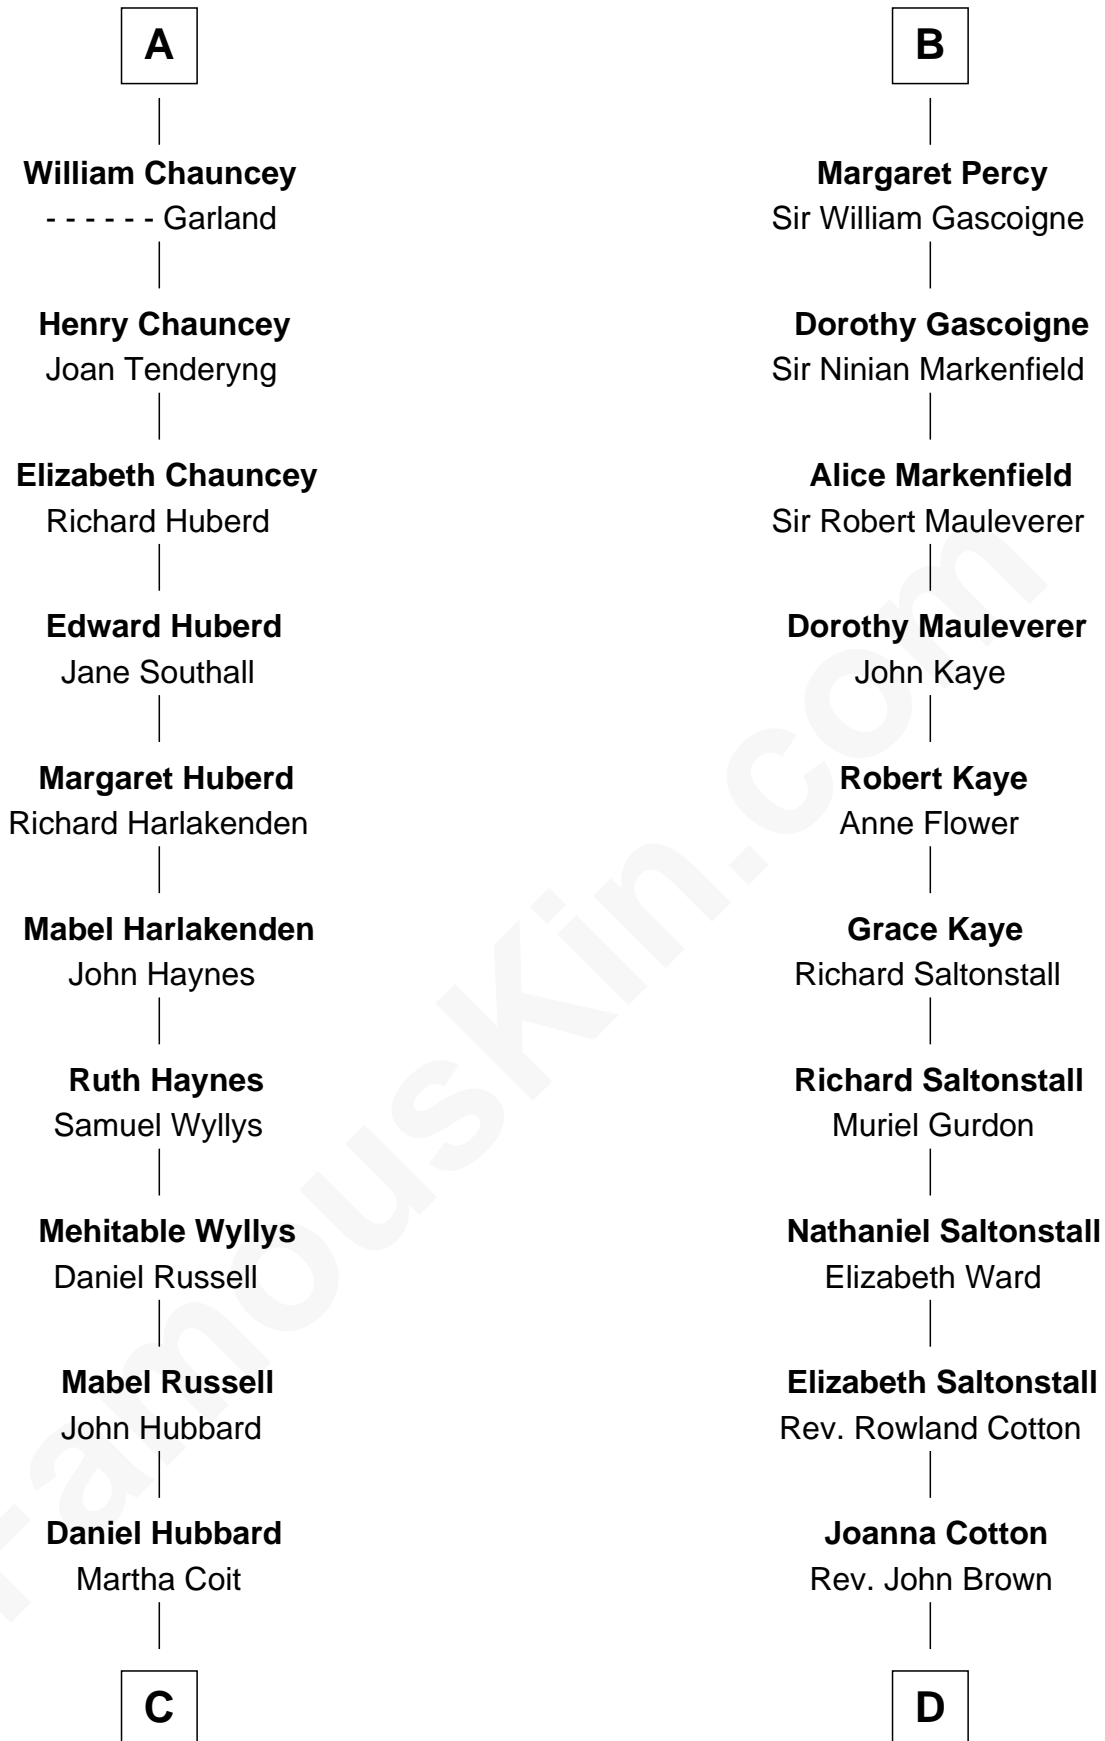 A
William Chauncey
- - - - - - Garland
Henry Chauncey
Joan Tenderyng
Elizabeth Chauncey
Richard Huberd
Edward Huberd
Jane Southall
Margaret Huberd
Richard Harlakenden
Mabel Harlakenden
John Haynes
Ruth Haynes
Samuel Wyllys
Mehitable Wyllys
Daniel Russell
Mabel Russell
John Hubbard
Daniel Hubbard
Martha Coit
C
B
Margaret Percy
Sir William Gascoigne
Dorothy Gascoigne
Sir Ninian Markenfield
Alice Markenfield
Sir Robert Mauleverer
Dorothy Mauleverer
John Kaye
Robert Kaye
Anne Flower
Grace Kaye
Richard Saltonstall
Richard Saltonstall
Muriel Gurdon
Nathaniel Saltonstall
Elizabeth Ward
Elizabeth Saltonstall
Rev. Rowland Cotton
Joanna Cotton
Rev. John Brown
D
FamousKin.com